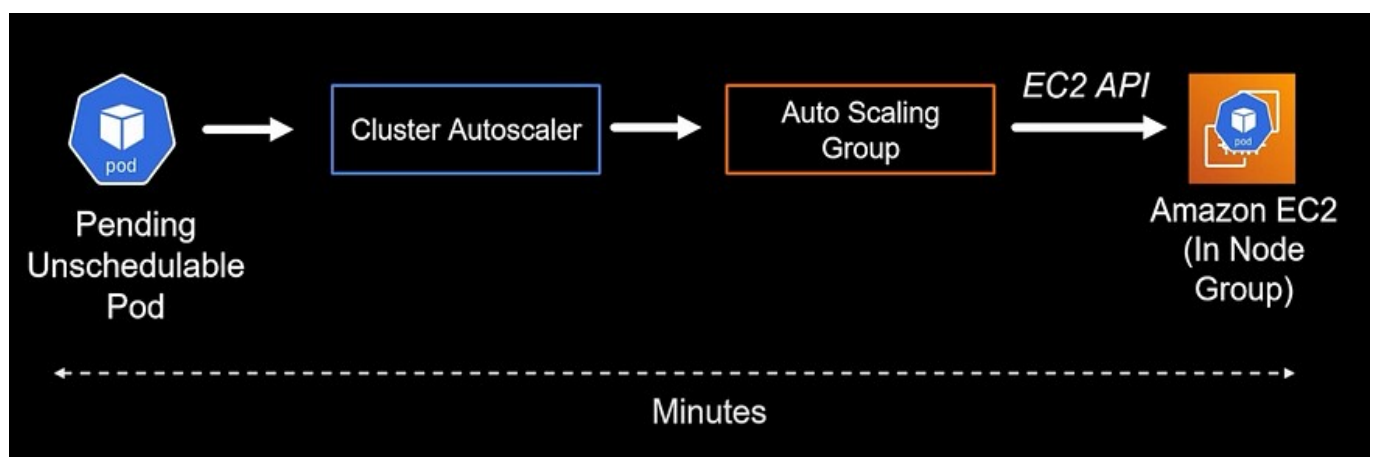 pod
Pending
Unschedulable
Pod
Cluster Autoscaler
Auto Scaling
Group
EC2 API
pod
Amazon EC2
(In Node
Group)
Minutes